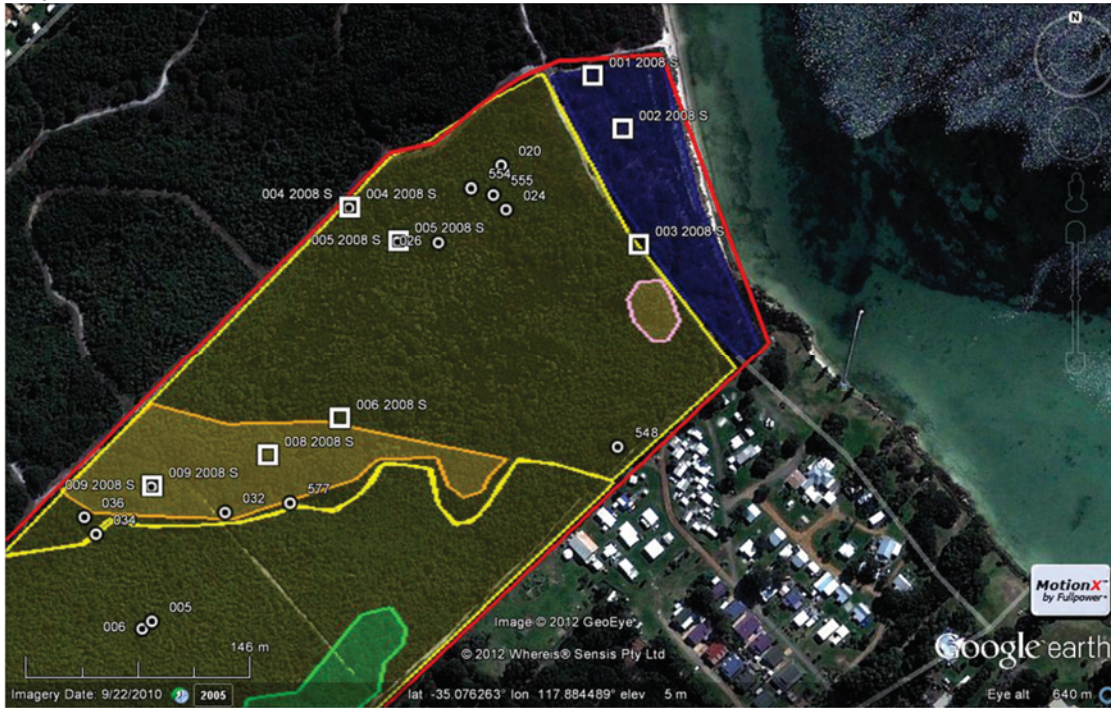 N
001 2008 S
002 2008 S
020
554
555
004 2008 S
004 2008 S
024
005 2008 S
005 2008 S
026
003 2008 S
006 2008 S
548
008 2008 S
009 2008 S
009 2008 S
036
032
577
034
005
006
146 m
MotionX™
by Fullpower™
Image © 2012 GeoEye
© 2012 Whereis® Sensis Pty Ltd
Google earth
Imagery Date: 9/22/2010
2005
lat -35.076263° lon 117.884489° elev 5 m
Eye alt 640 m